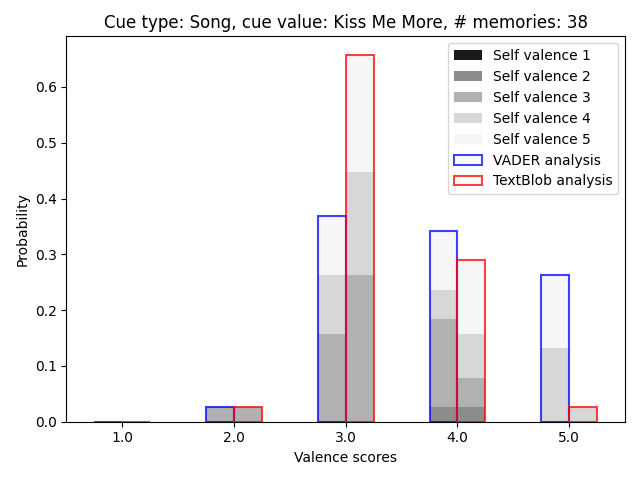 Cue type: Song, cue value: Kiss Me More, # memories: 38
Self valence 1
Self valence 2
Self valence 3
Self valence 4
Self valence 5
VADER analysis
TextBlob analysis
Probability
0.6
0.5
0.4
0.3
0.2
0.1
0.0
1.0 2.0 3.0 4.0 5.0
Valence scores